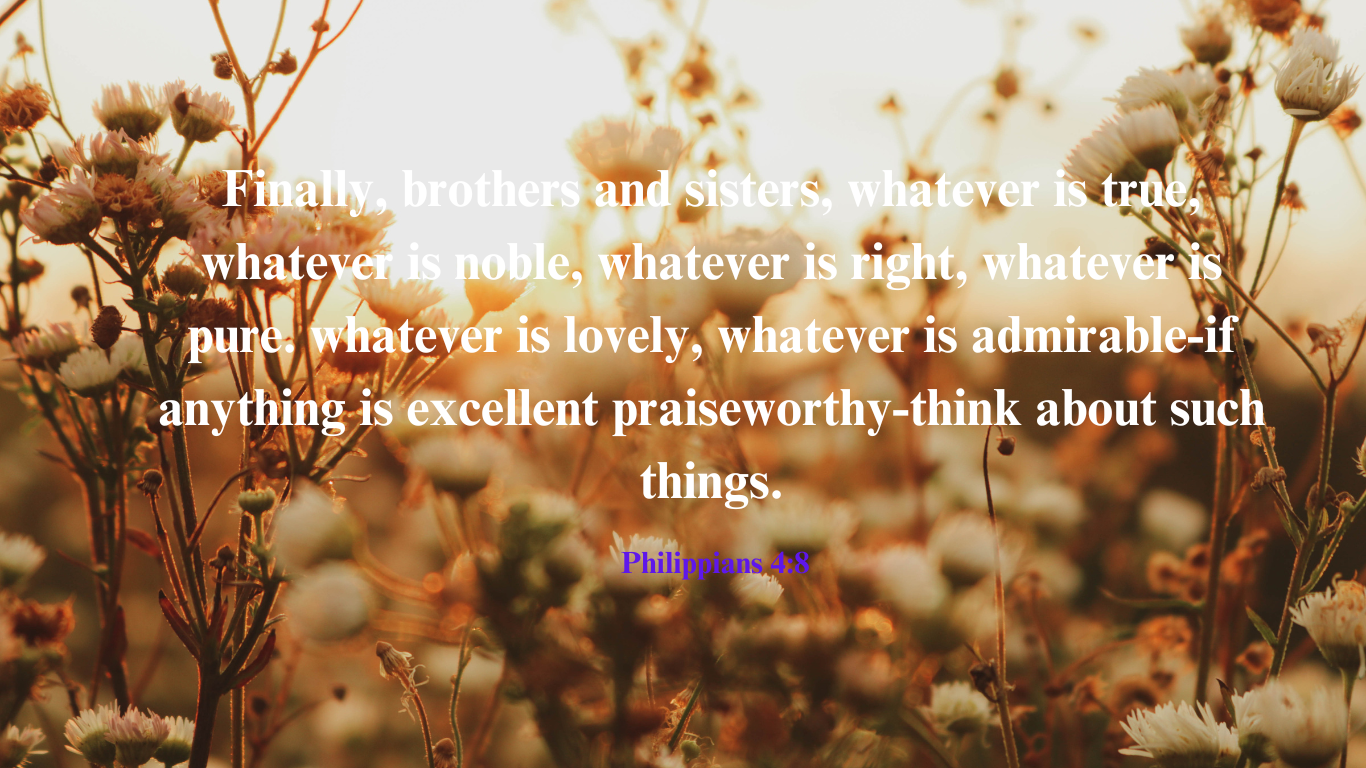 Finally, brothers and sisters, whatever is true,
whatever is noble, whatever is right, whatever is
pure. whatever is lovely, whatever is admirable-if
anything is excellent praiseworthy-think about such
things.
Philippians 4:8